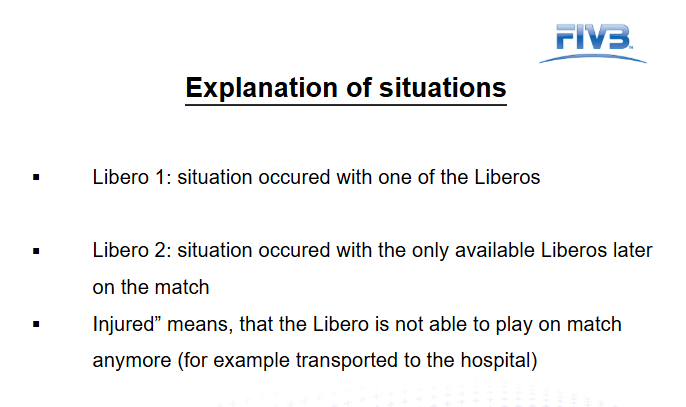 FIVB
Explanation of situations
▪ Libero 1: situation occured with one of the Liberos
▪ Libero 2: situation occured with the only available Liberos later
on the match
▪ Injured” means, that the Libero is not able to play on match
anymore (for example transported to the hospital)